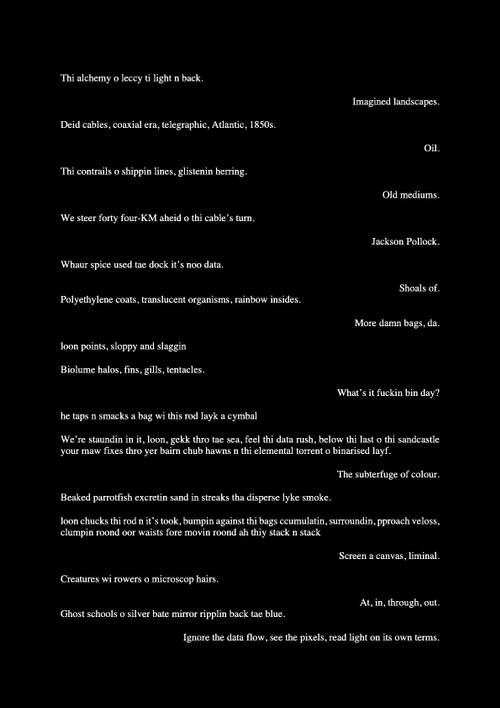 Thi alchemy o leccy ti light n back.
Imagined landscapes.
Deid cables, coaxial era, telegraphic, Atlantic, 1850s.
Oil.
Thi contrails o shippin lines, glistenin herring.
Old mediums.
We steer forty four-KM aheid o thi cable's turn.
Jackson Pollock.
Whaur spice used tae dock it's noo data.
Shoals of.
Polyethylene coats, translucent organisms, rainbow insides.
More damn bags, da.
loon points, sloppy and slaggin
Biolume halos, fins, gills, tentacles.
What's it fuckin bin day?
he taps n smacks a bag wi this rod layk a cymbal
We're staundin in it, loon, gekk thro tae sea, feel thi data rush, below thi last o thi sandcastle
your maw fixes thro yer bairn chub hawns n thi elemental torrent o binarised layf.
The subterfuge of colour.
Beaked parrotfish excretin sand in streaks tha disperse lyke smoke.
loon chucks thi rod n it's took, bumpin against thi bags ccumulatin, surroundin, pproach veloss,
clumpin roond oor waists fore movin roond ah thiy stack n stack
Screen a canvas, liminal.
Creatures wi rowers o microscop hairs.
At, in, through, out.
Ghost schools o silver bate mirror ripplin back tae blue.
Ignore the data flow, see the pixels, read light on its own terms.